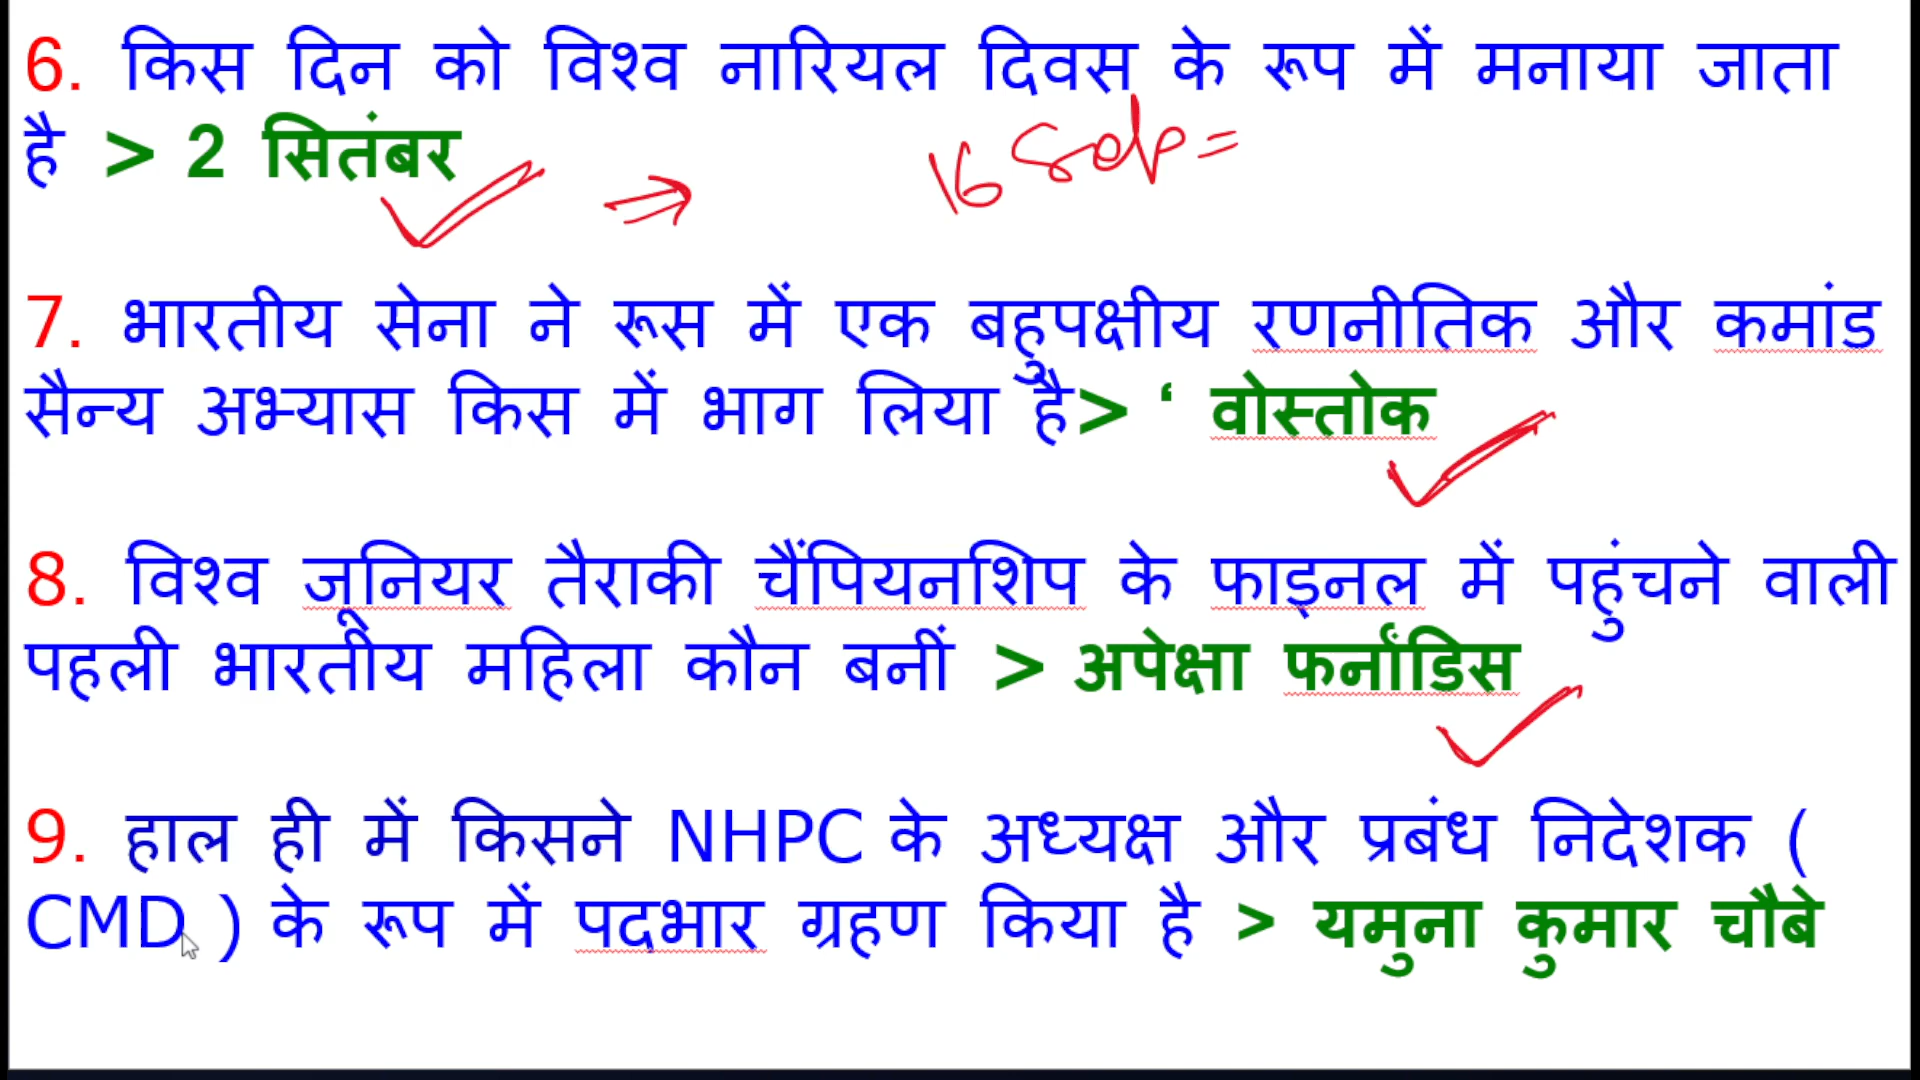 6. किस दिन को विश्व नारियल दिवस के रूप में मनाया जाता
है > 2 सितंबर
16 Sep =
7. भारतीय सेना ने रूस में एक बहुपक्षीय रणनीतिक और कमांड
सैन्य अभ्यास किस में भाग लिया है> ‘ वोस्तोक
8. विश्व जूनियर तैराकी चैंपियनशिप के फाइनल में पहुंचने वाली
पहली भारतीय महिला कौन बनीं > अपेक्षा फर्नांडिस
9. हाल ही में किसने NHPC के अध्यक्ष और प्रबंध निदेशक (
CMD ) के रूप में पदभार ग्रहण किया है > यमुना कुमार चौबे